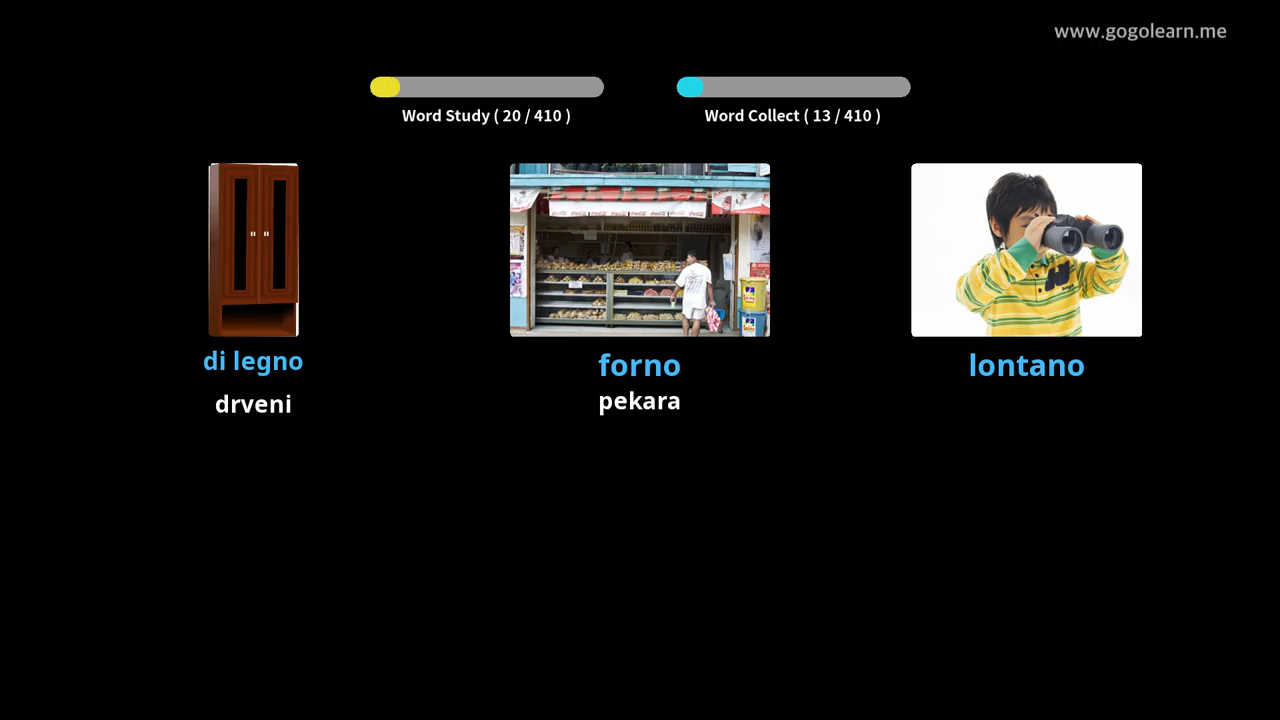 www.gogolearn.me
Word Study ( 20 / 410 )
Word Collect ( 13 / 410 )
di legno
forno
lontano
drveni
pekara